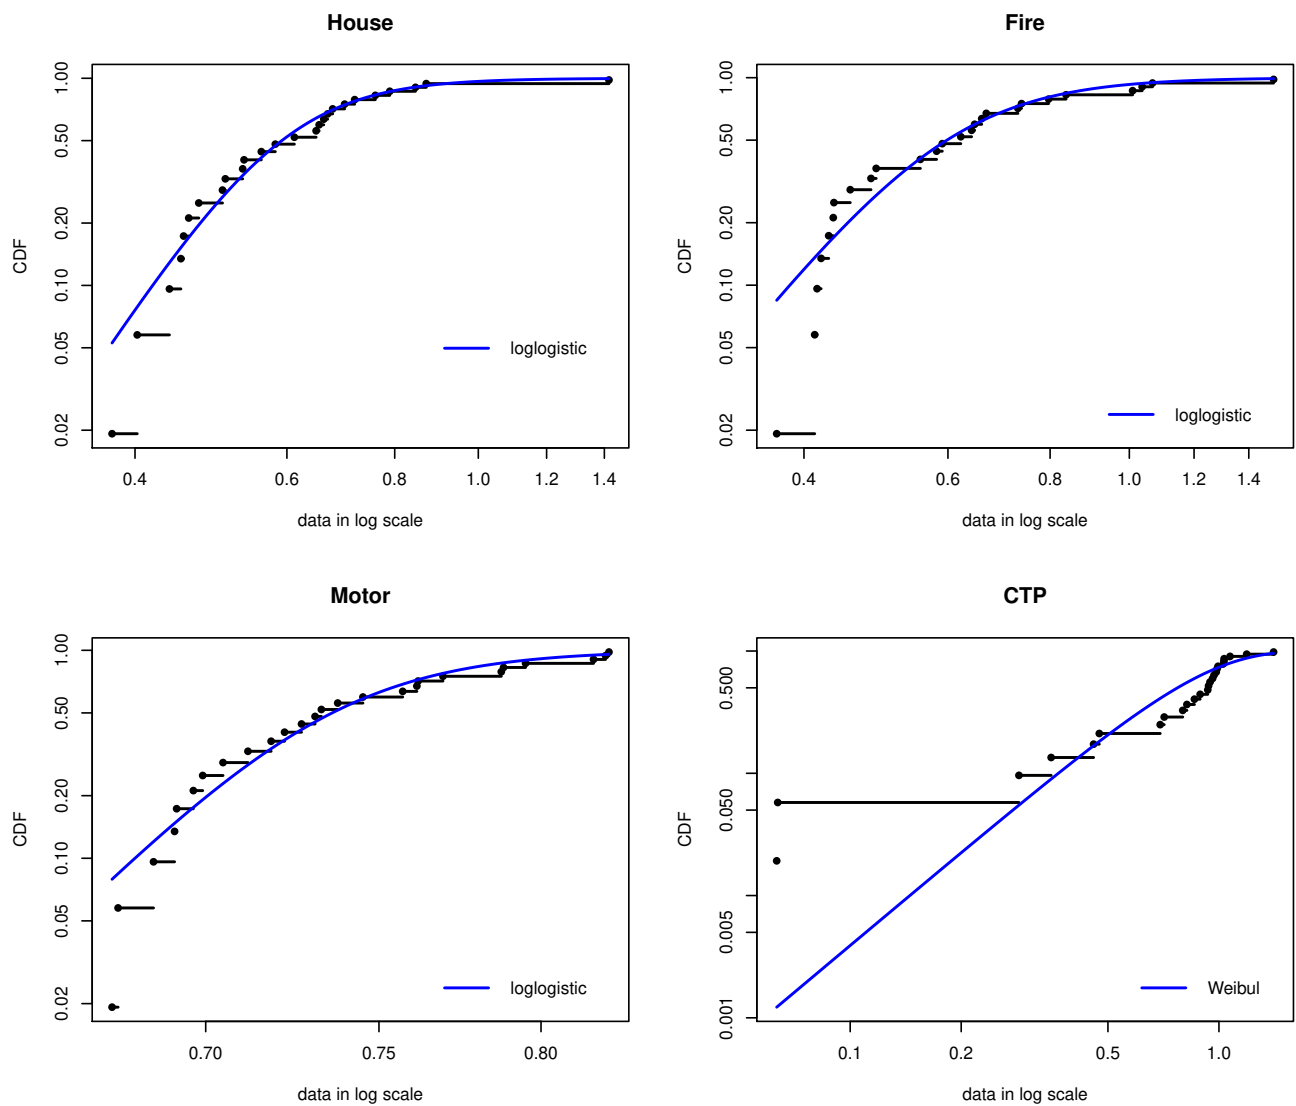 House
CDF
1.00
0.50
0.20
0.10
0.05
0.02
loglogistic
0.4 0.6 0.8 1.0 1.2 1.4
data in log scale
Fire
CDF
1.00
0.50
0.20
0.10
0.05
0.02
loglogistic
0.4 0.6 0.8 1.0 1.2 1.4
data in log scale
Motor
CDF
1.00
0.50
0.20
0.10
0.05
0.02
loglogistic
0.70 0.75 0.80
data in log scale
CTP
CDF
0.500
0.050
0.005
0.001
Weibul
0.1 0.2 0.5 1.0
data in log scale